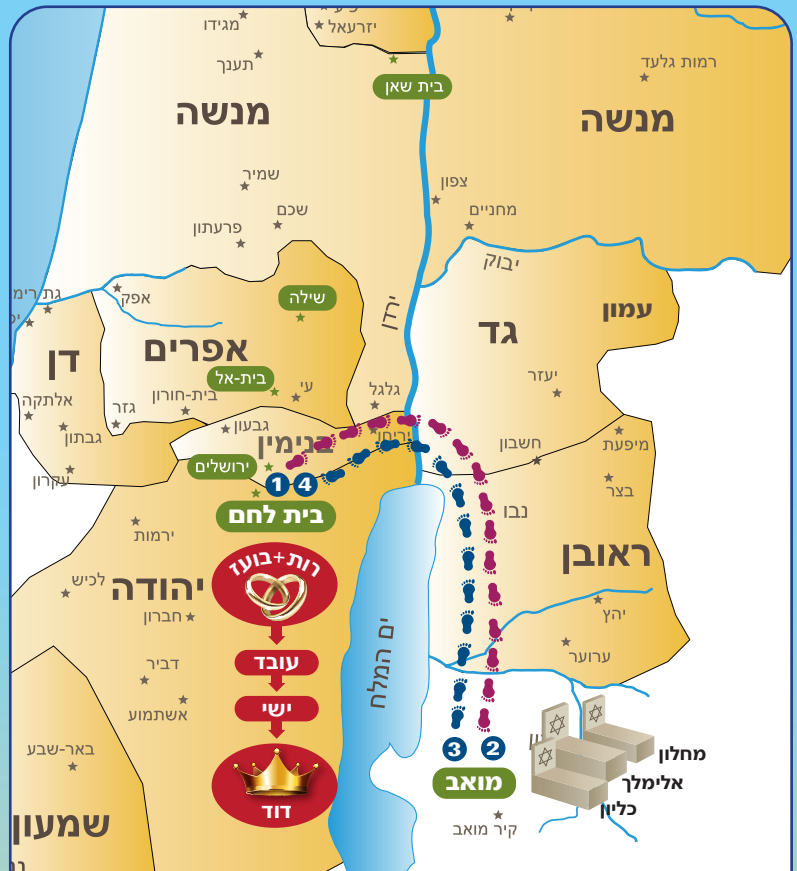 מגידו
יזרעאל
תענך
רמות גלעד
בית שאן
מנשה
מנשה
שמיר
צפון
שכם
מחניים
פרעתון
יבוק
אפק
שילה
ירדן
עמון
גד
דן
אפרים
בית-אל
יעזר
אלתקה
גזר
בית-חורון
עי
גלגל
גבתון
גבעון
בנימין
יריחו
חשבון
מיפעת
עקרון
ירושלים
1
4
בצר
בית לחם
נבו
ירמות
ראובן
רות+בועז
לכיש
יהודה
חברון
יהץ
ים המלח
עובד
דביר
ערוער
ישי
אשתמוע
באר-שבע
3
2
מחלון
מואב
אלימלך
כליון
דוד
שמעון
קיר מואב